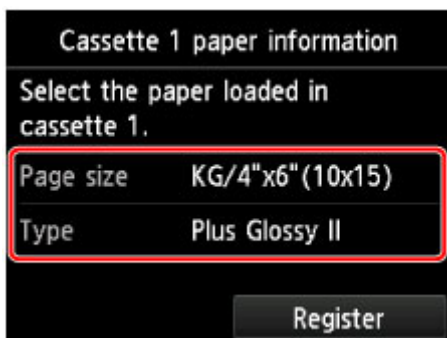 Cassette 1 paper information
Select the paper loaded in
cassette 1.
Page size KG/4"x6"(10x15)
Type Plus Glossy II
Register